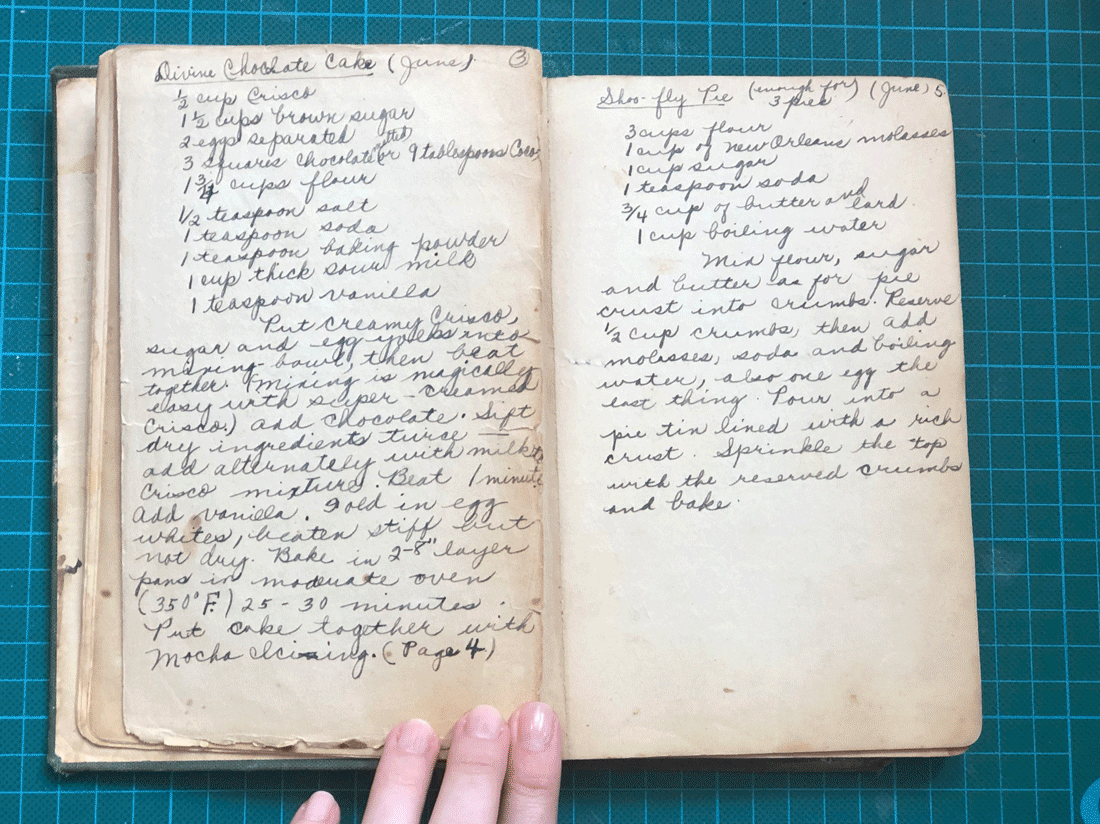 Divine Chocolate Cake (June) 3
1/2 cup Crisco
1 1/2 cups brown sugar
2 eggs separated
3 squares chocolate melted or 9 tablespoons Cocoa
1 3/4 cups flour
1/2 teaspoon salt
1 teaspoon soda
1 teaspoon baking powder
1 cup thick sour milk
1 teaspoon vanilla
Put creamy Crisco,
sugar and egg yolks into
mixing bowl, then beat
together. (Mixing is magically
easy with super-creamed
Crisco.) Add chocolate. Sift
dry ingredients twice —
add alternately with milk to
Crisco mixture. Beat 1 minute
Add vanilla. Fold in egg
whites, beaten stiff but
not dry. Bake in 2-8" layer
pans in moderate oven
(350° F.) 25 - 30 minutes.
Put cake together with
Mocha Icing. (Page 4)
Shoo-fly Pie (enough for 3 pies) (June) 5.
3 cups flour
1 cup of New Orleans molasses
1 cup sugar
1 teaspoon soda
3/4 cup of butter and lard
1 cup boiling water
Mix flour, sugar
and butter as for pie
crust into crumbs. Reserve
1/2 cup crumbs, then add
molasses, soda and boiling
water, also one egg the
last thing. Pour into a
pie tin lined with a rich
crust. Sprinkle the top
with the reserved crumbs
and bake.